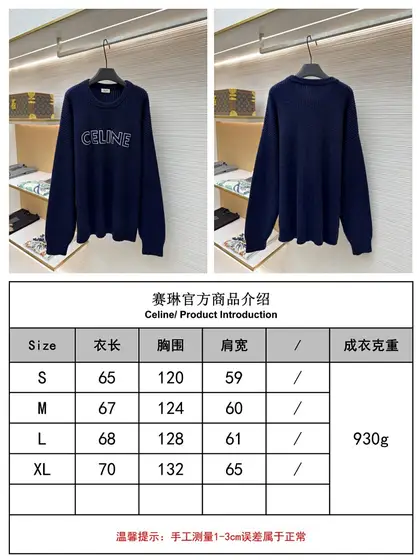 CELINE
赛琳官方商品介绍
Celine/ Product Introduction
Size 衣长 胸围 肩宽 / 成衣克重
S 65 120 59 /
M 67 124 60 /
L 68 128 61 / 930g
XL 70 132 65 /
温馨提示：手工测量1-3cm误差属于正常